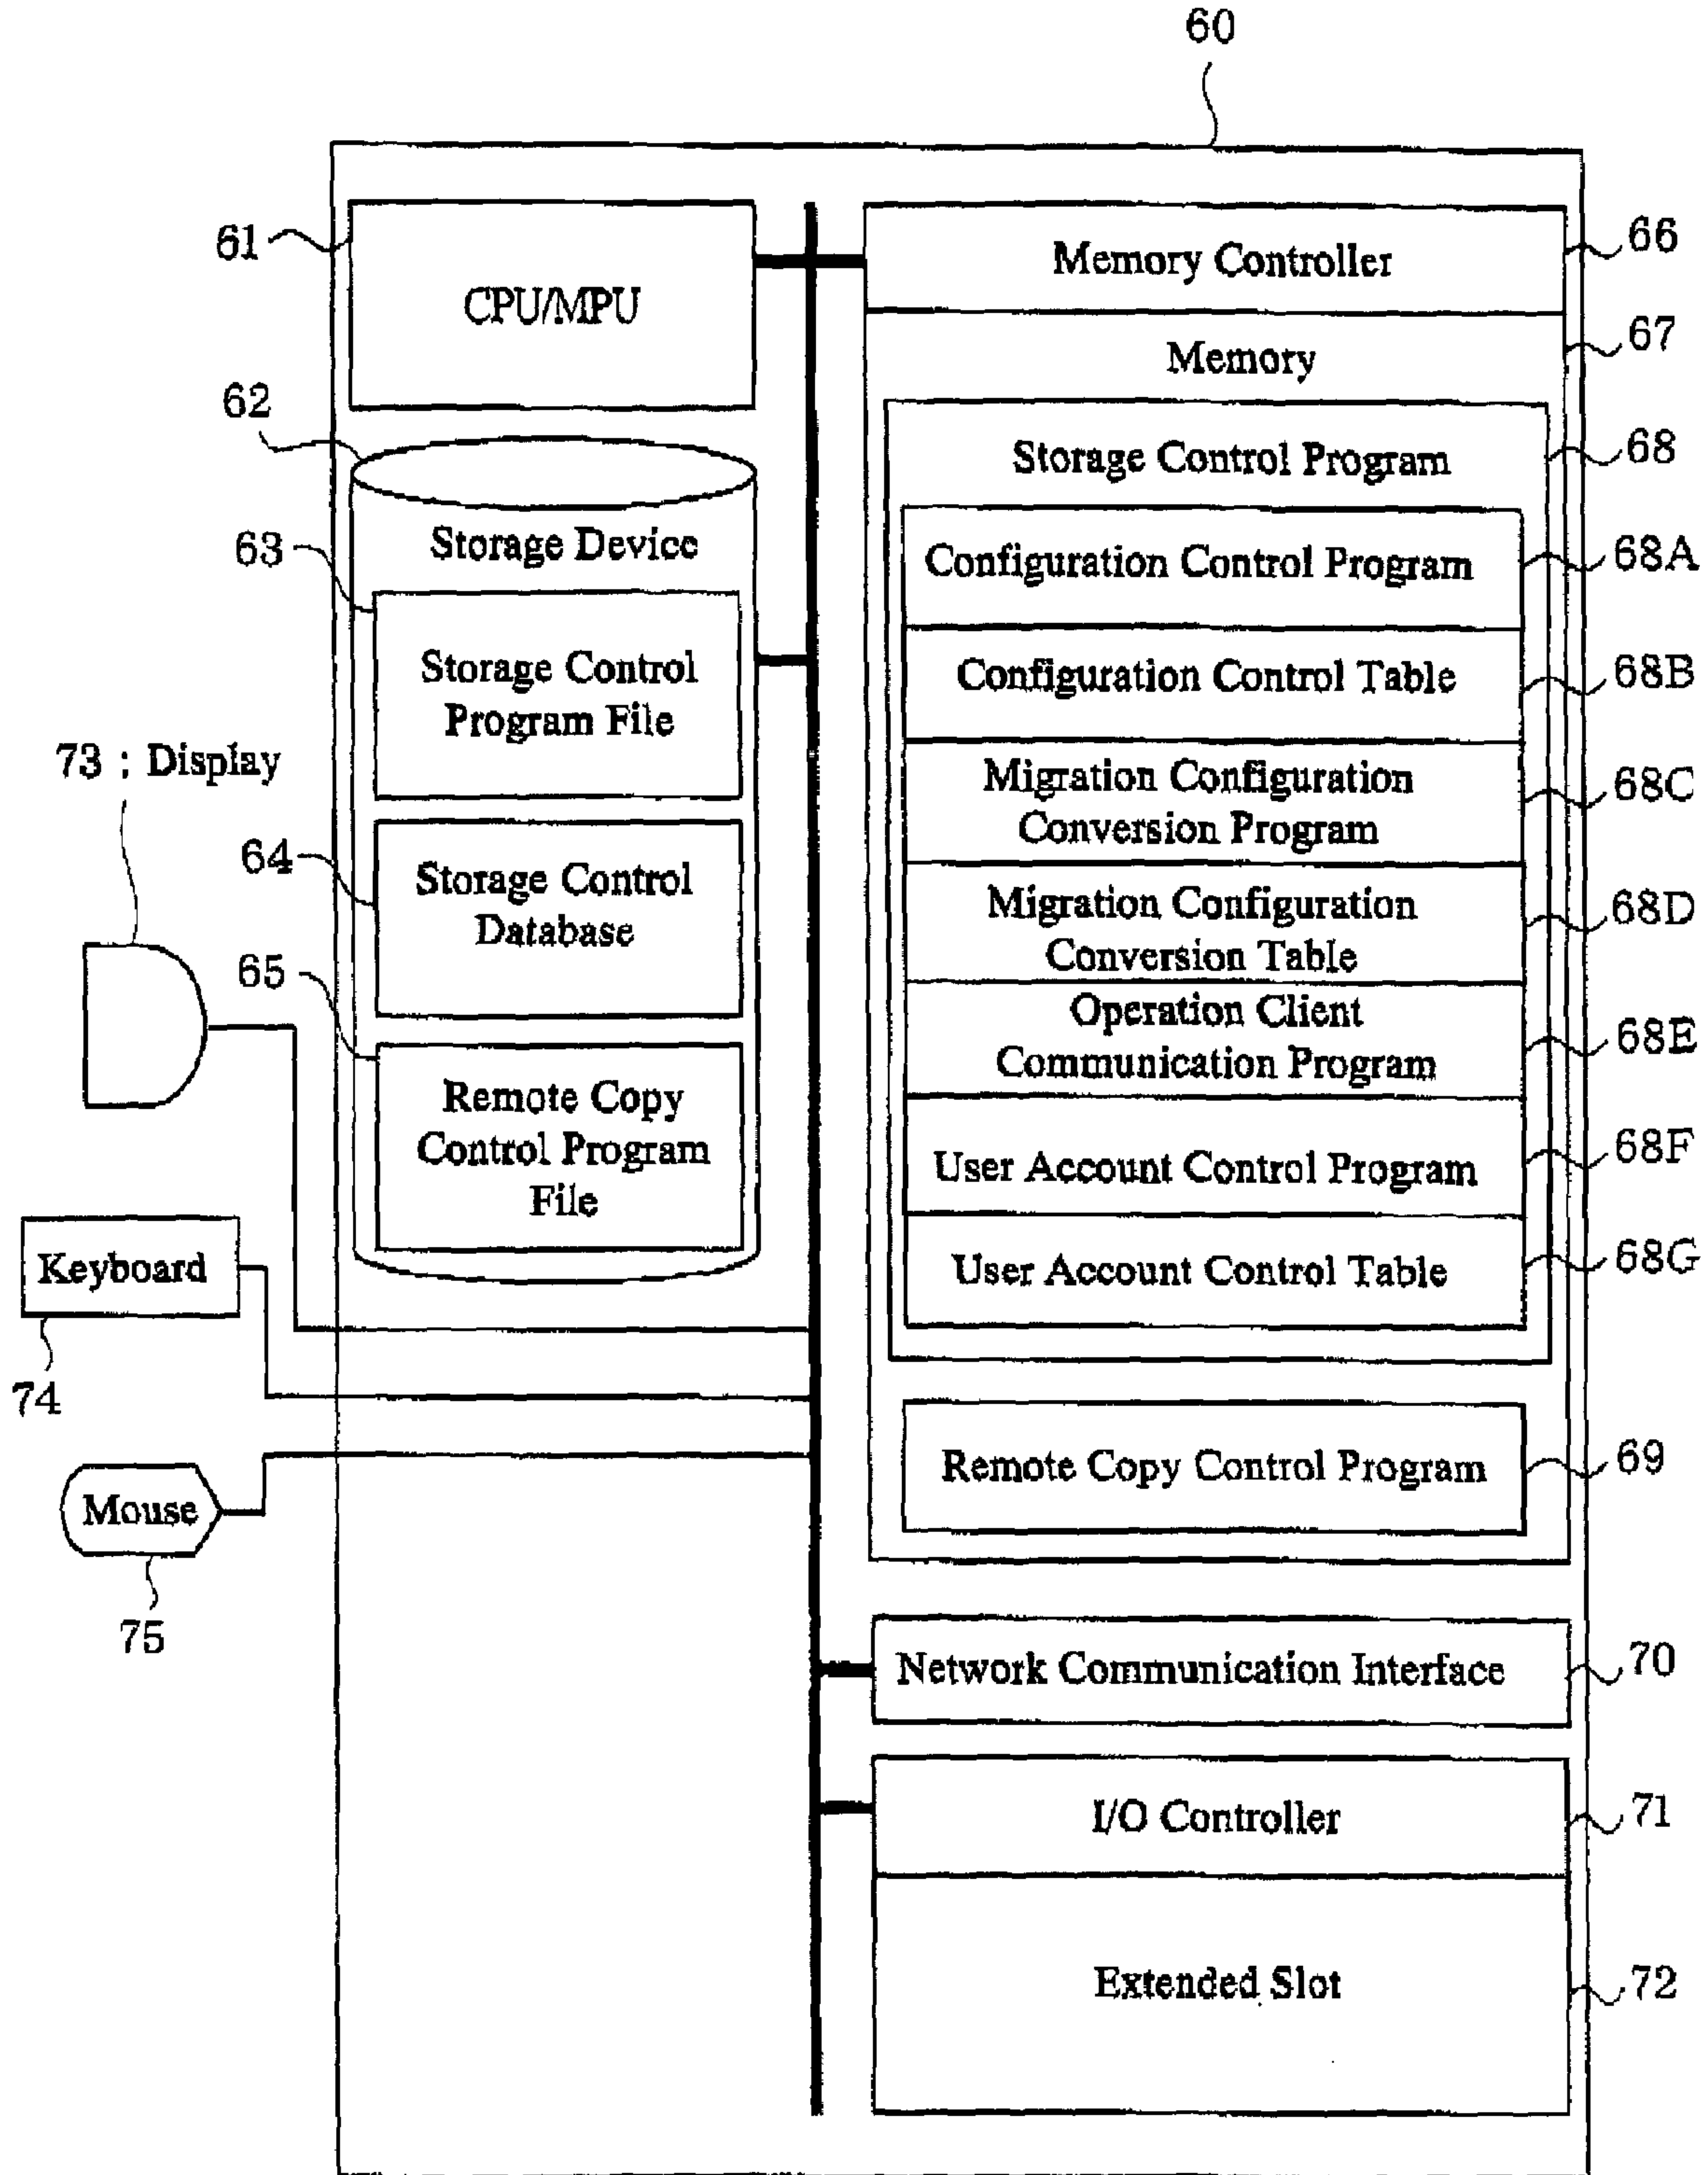 60
61
CPU/MPU
62
Storage Device
63
Storage Control
Program File
64
Storage Control
Database
65
Remote Copy
Control Program
File
73 : Display
Keyboard
74
Mouse
75
Memory Controller
66
Memory
67
Storage Control Program
68
Configuration Control Program
68A
Configuration Control Table
68B
Migration Configuration
Conversion Program
68C
Migration Configuration
Conversion Table
68D
Operation Client
Communication Program
68E
User Account Control Program
68F
User Account Control Table
68G
Remote Copy Control Program
69
Network Communication Interface
70
I/O Controller
71
Extended Slot
72